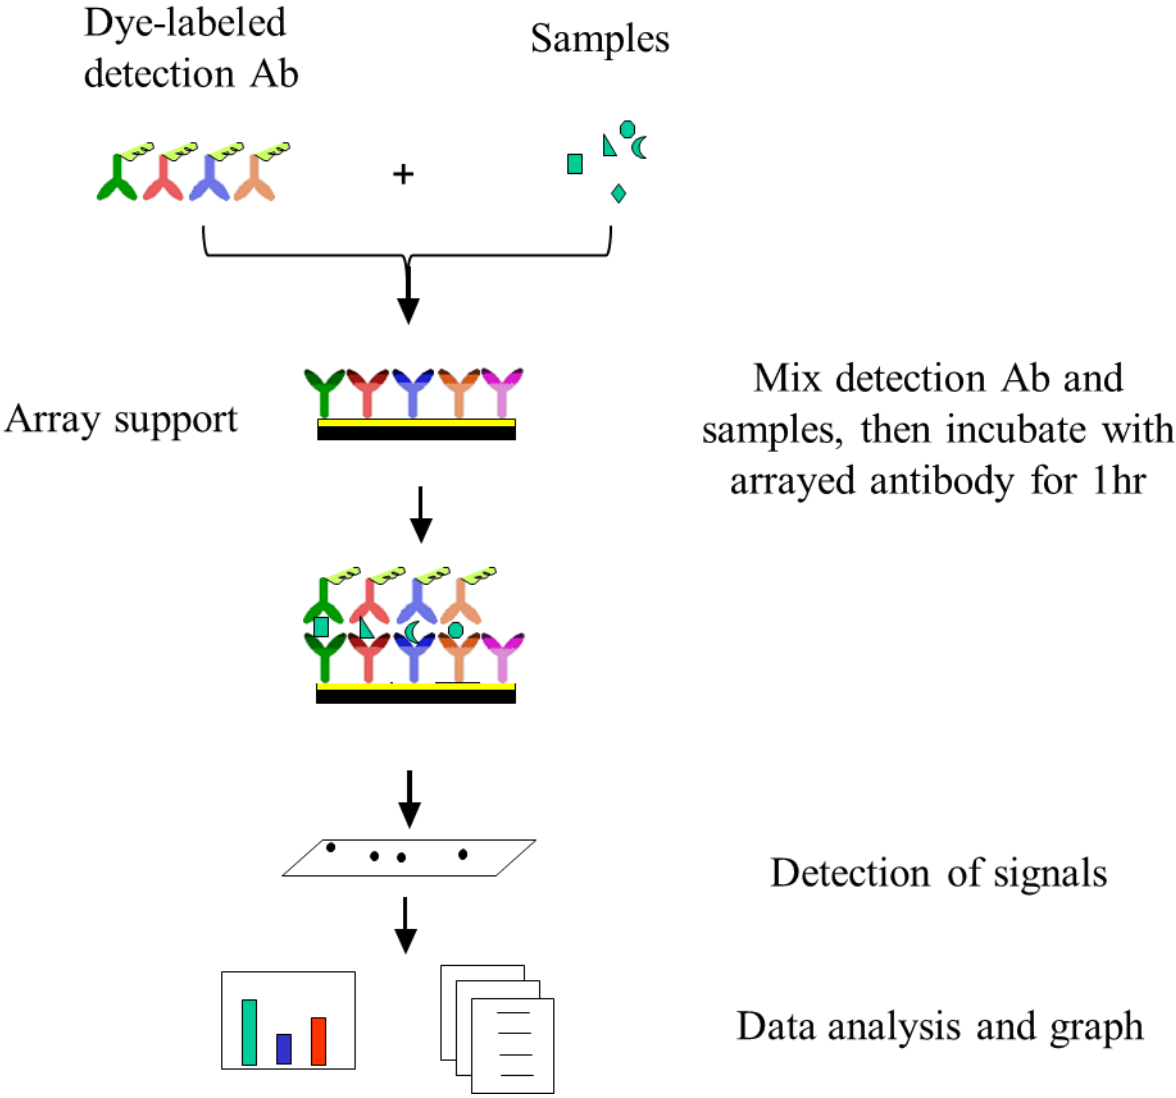 Dye-labeled
detection Ab
Samples
+
Array support
Mix detection Ab and
samples, then incubate with
arrayed antibody for 1hr
Detection of signals
Data analysis and graph